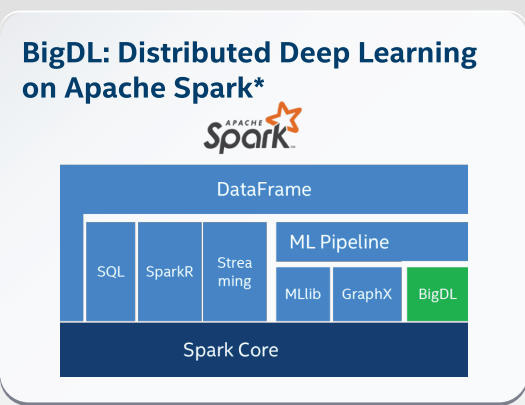 BigDL: Distributed Deep Learning
on Apache Spark*
APACHE
Spark™
DataFrame
ML Pipeline
SQL
SparkR
Strea
ming
MLlib
GraphX
BigDL
Spark Core